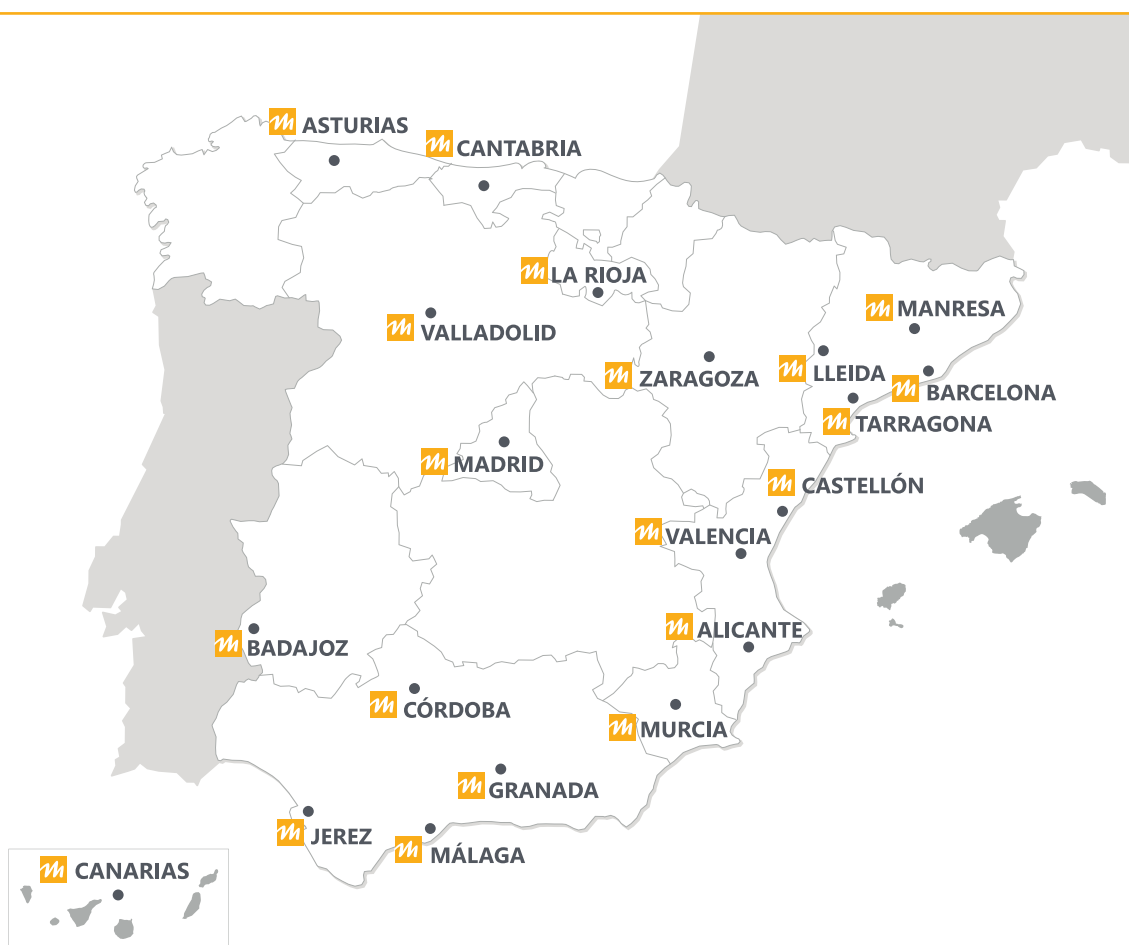 ASTURIAS
CANTABRIA
LA RIOJA
MANRESA
VALLADOLID
ZARAGOZA
LLEIDA
BARCELONA
TARRAGONA
MADRID
CASTELLÓN
VALENCIA
ALICANTE
BADAJOZ
CÓRDOBA
MURCIA
GRANADA
JEREZ
MÁLAGA
CANARIAS